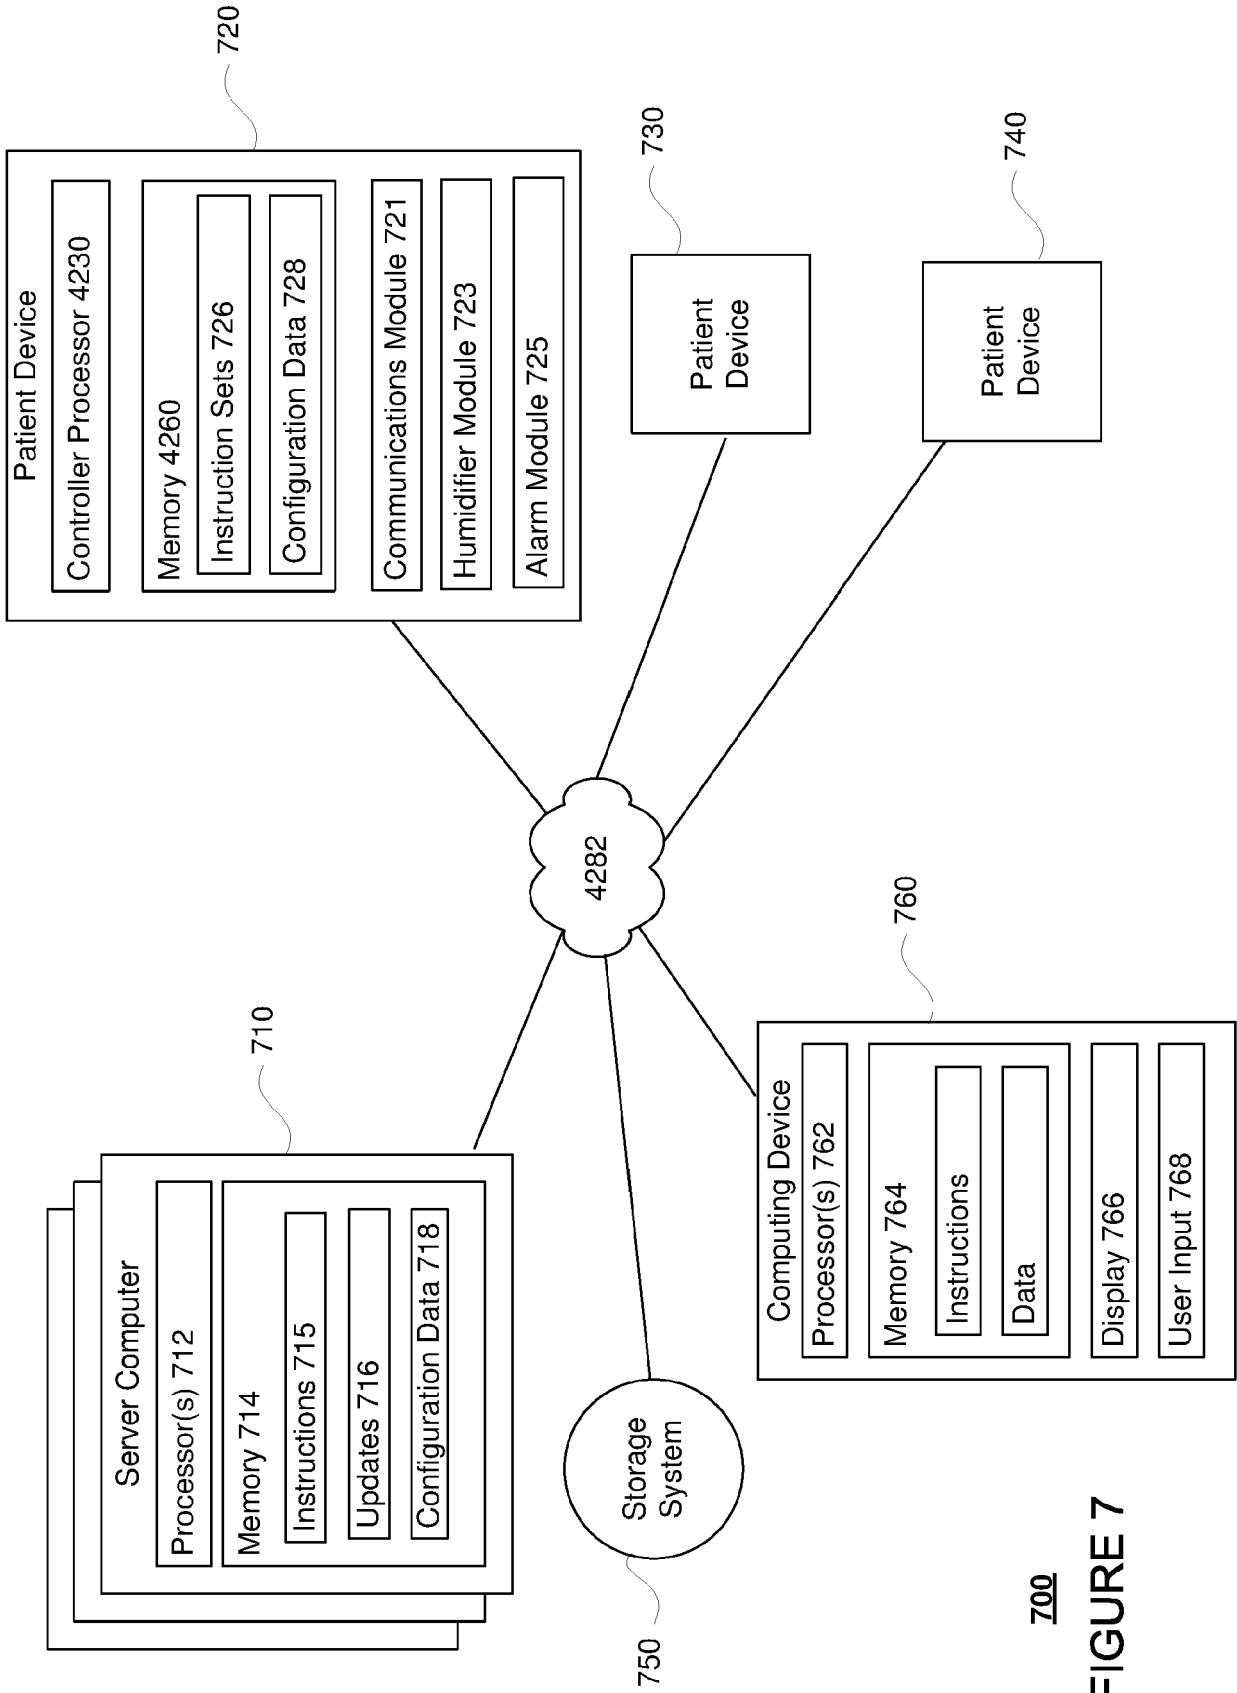 Server Computer
Processor(s) 712
Memory 714
Instructions 715
Updates 716
Configuration Data 718
710
Patient Device
Controller Processor 4230
Memory 4260
Instruction Sets 726
Configuration Data 728
Communications Module 721
Humidifier Module 723
Alarm Module 725
720
4282
Patient
Device
730
Patient
Device
740
Storage
System
750
Computing Device
Processor(s) 762
Memory 764
Instructions
Data
Display 766
User Input 768
760
700
FIGURE 7